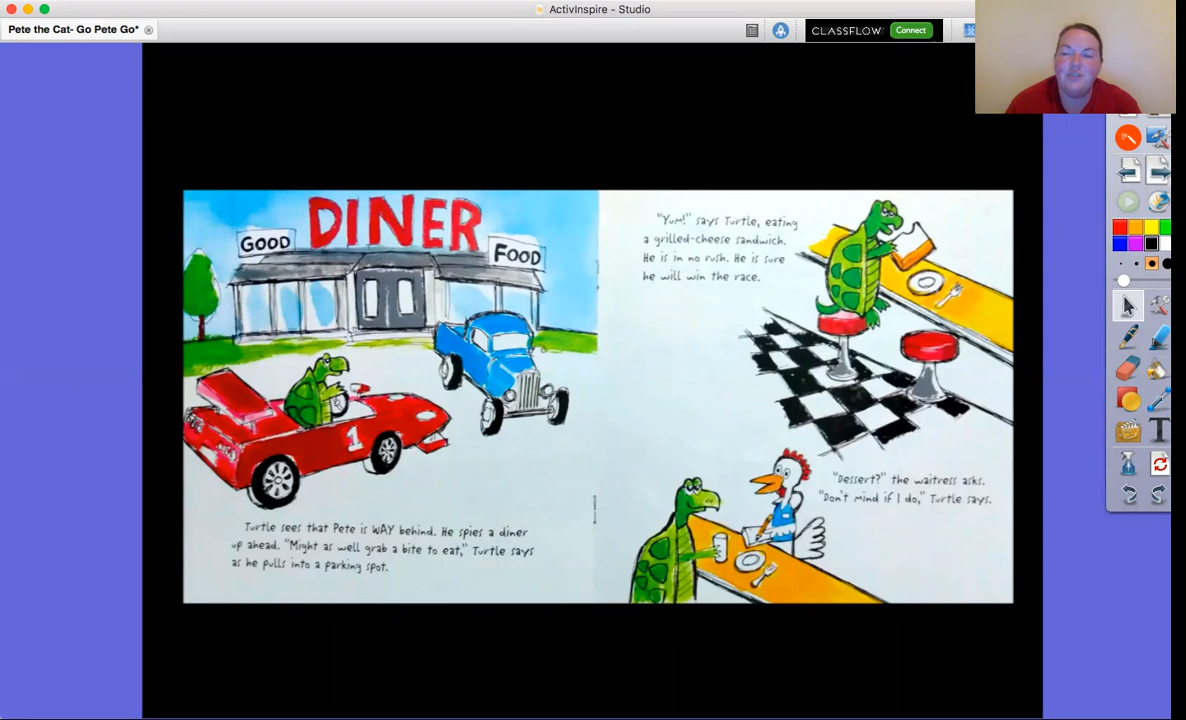 ActivInspire - Studio
Pete the Cat- Go Pete Go*
CLASSFLOW
Connect
DINER
GOOD
FOOD
1
Turtle sees that Pete is WAY behind. He spies a diner
up ahead. "Might as well grab a bite to eat," Turtle says
as he pulls into a parking spot.
"Yum!" says Turtle, eating
a grilled-cheese sandwich.
He is in no rush. He is sure
he will win the race.
"Dessert?" the waitress asks.
"Don't mind if I do," Turtle says.
T